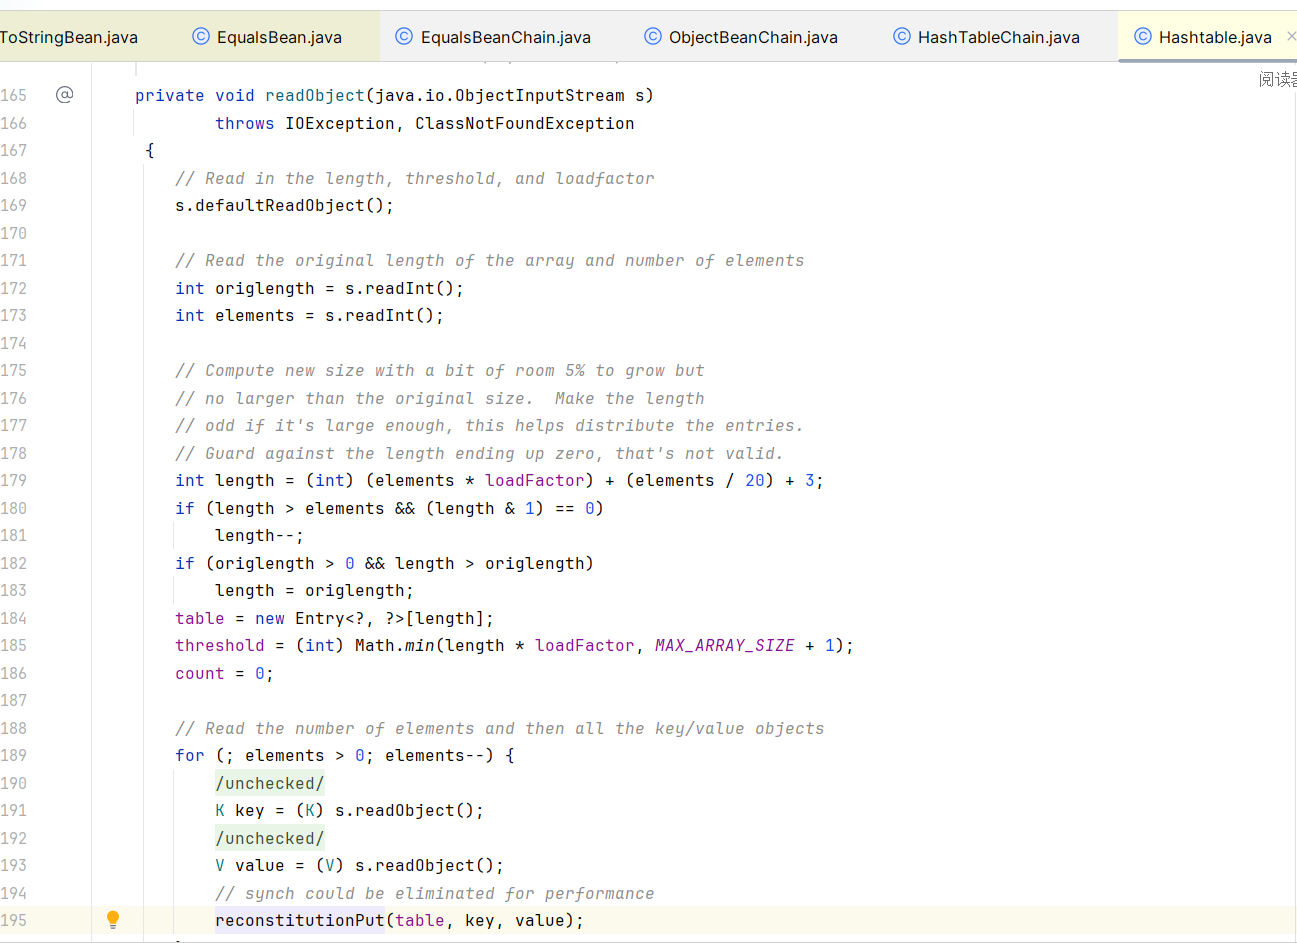 ToStringBean.java EqualsBean.java EqualsBeanChain.java ObjectBeanChain.java HashTableChain.java Hashtable.java
阅读器
165 private void readObject(java.io.ObjectInputStream s)
166 throws IOException, ClassNotFoundException
167 {
168 // Read in the length, threshold, and loadfactor
169 s.defaultReadObject();
170
171 // Read the original length of the array and number of elements
172 int origlength = s.readInt();
173 int elements = s.readInt();
174
175 // Compute new size with a bit of room 5% to grow but
176 // no larger than the original size.  Make the length
177 // odd if it's large enough, this helps distribute the entries.
178 // Guard against the length ending up zero, that's not valid.
179 int length = (int) (elements * loadFactor) + (elements / 20) + 3;
180 if (length > elements && (length & 1) == 0)
181 length--;
182 if (origlength > 0 && length > origlength)
183 length = origlength;
184 table = new Entry<?, ?>[length];
185 threshold = (int) Math.min(length * loadFactor, MAX_ARRAY_SIZE + 1);
186 count = 0;
187
188 // Read the number of elements and then all the key/value objects
189 for (; elements > 0; elements--) {
190 /unchecked/
191 K key = (K) s.readObject();
192 /unchecked/
193 V value = (V) s.readObject();
194 // synch could be eliminated for performance
195 reconstitutionPut(table, key, value);